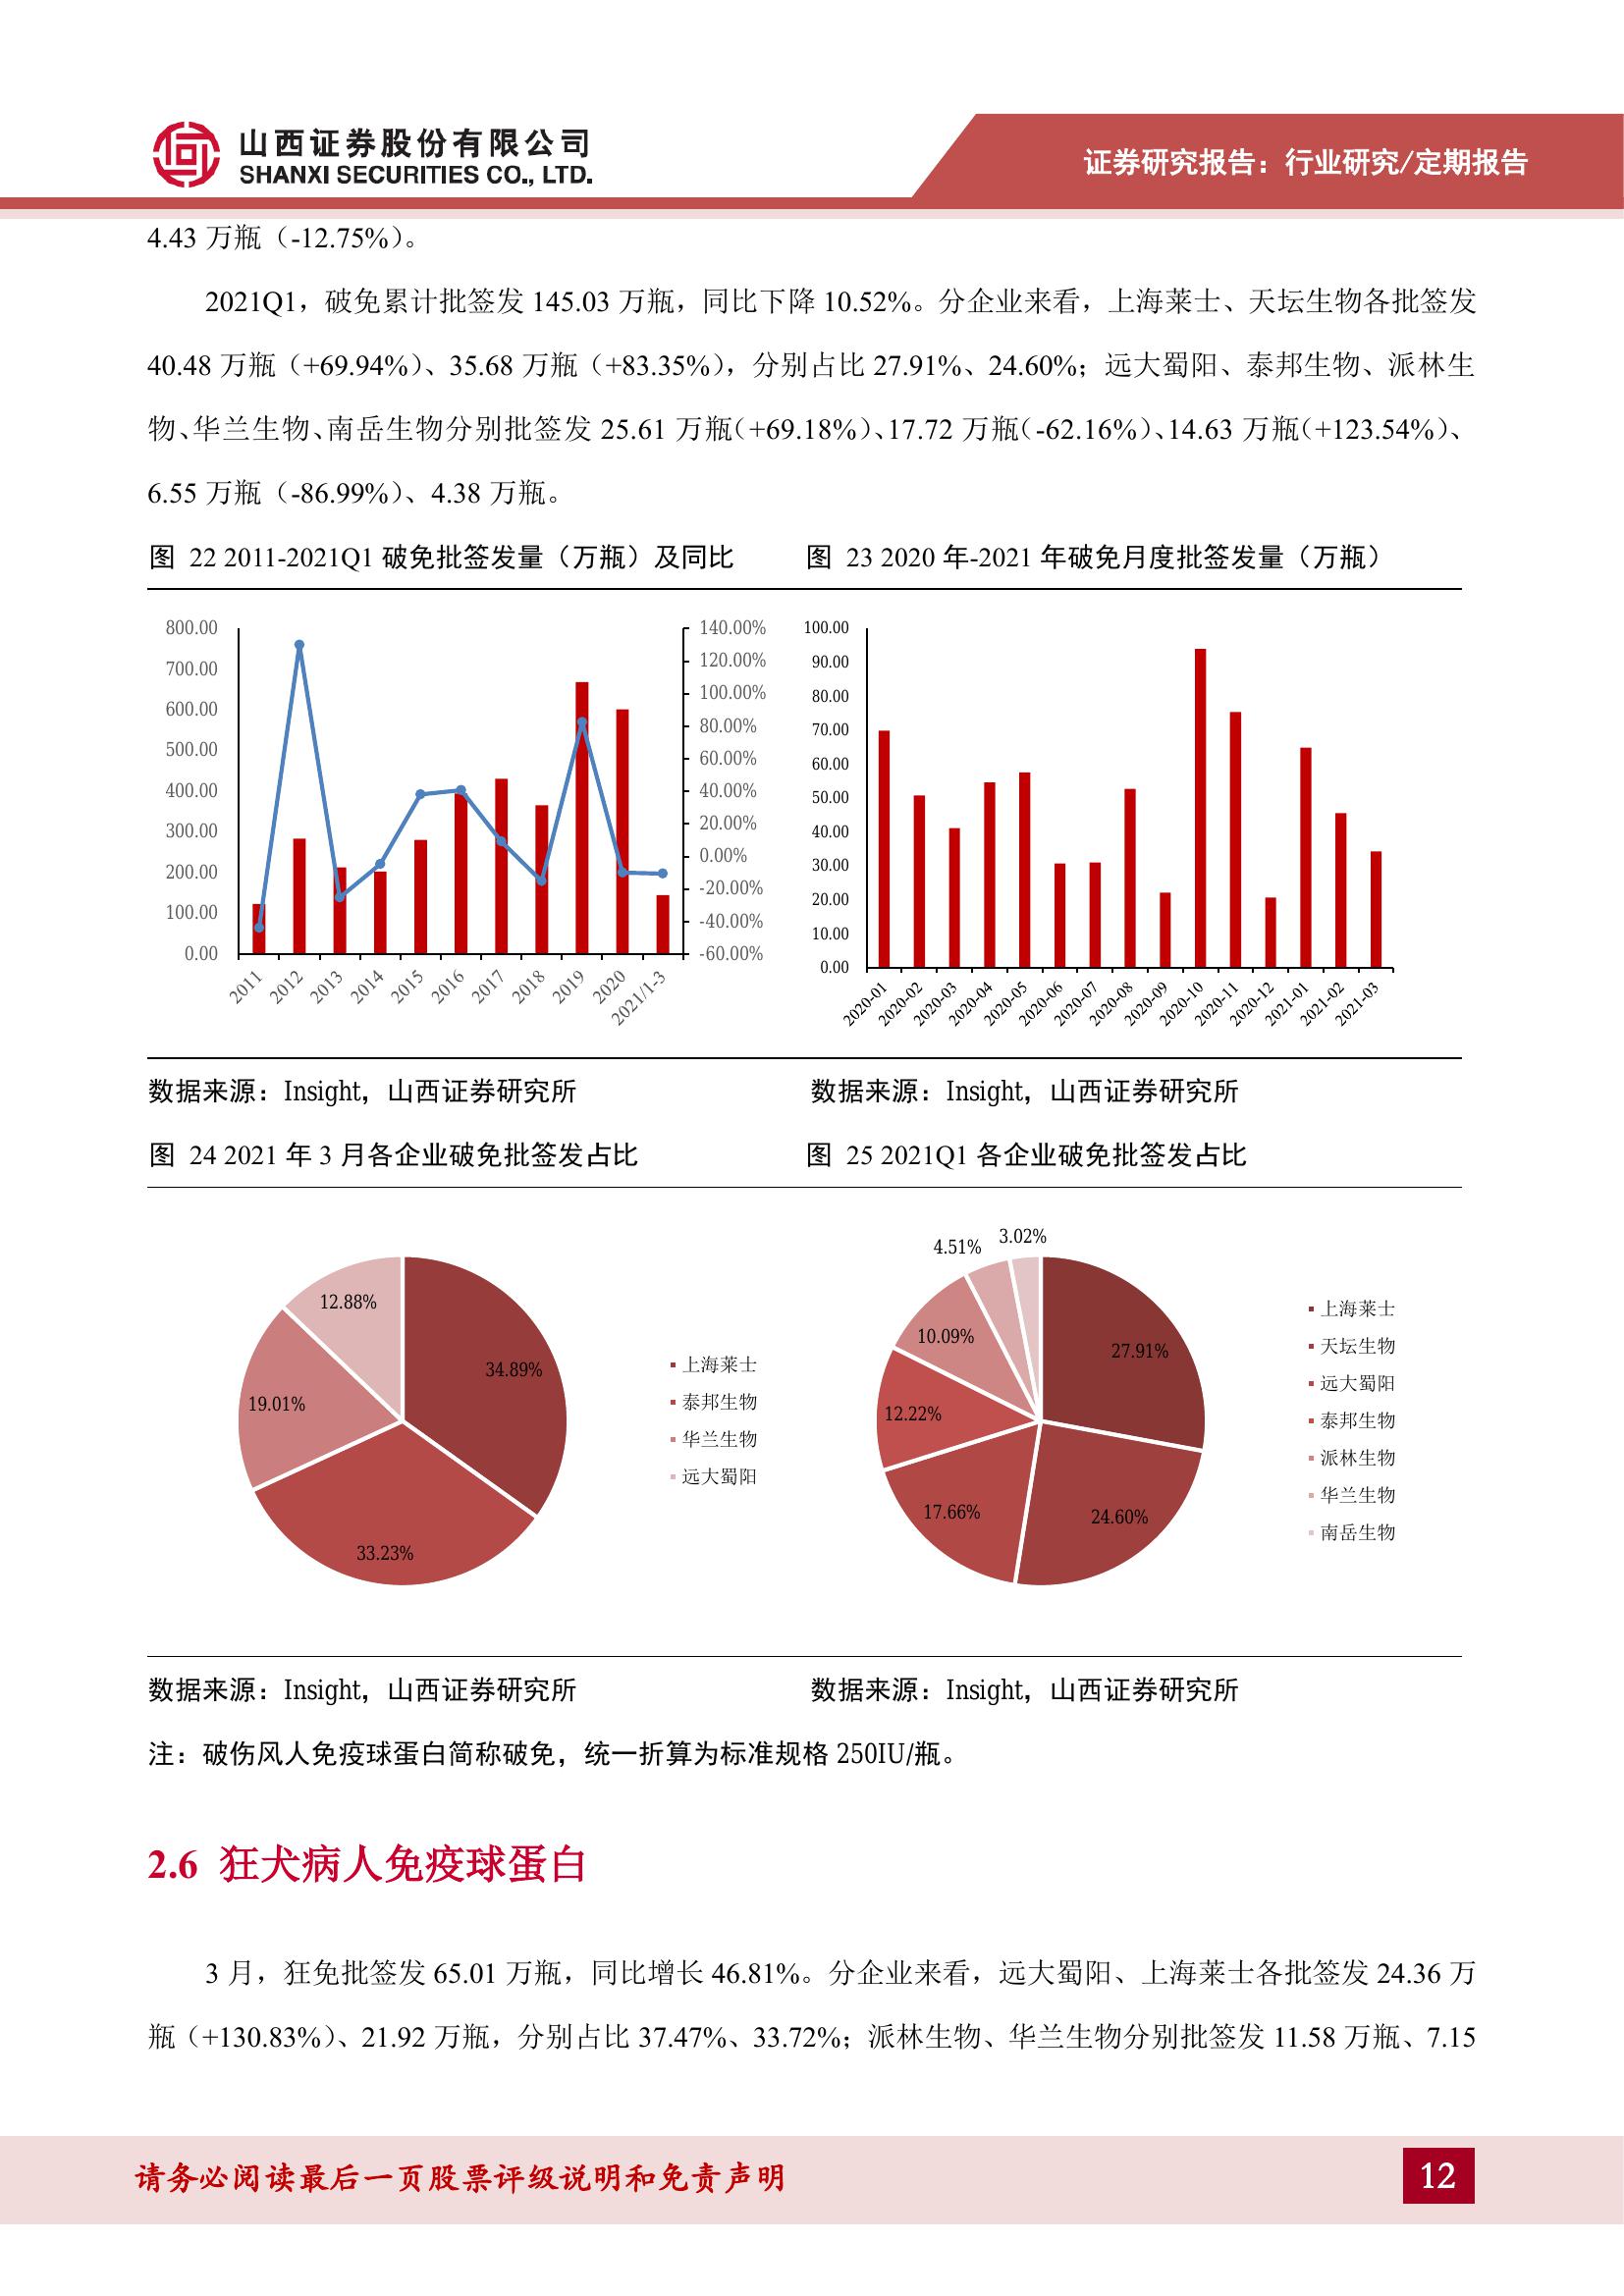 山西证券股份有限公司
SHANXI SECURITIES CO., LTD.
证券研究报告：行业研究/定期报告
4.43 万瓶（-12.75%）。
2021Q1，破免累计批签发 145.03 万瓶，同比下降 10.52%。分企业来看，上海莱士、天坛生物各批签发
40.48 万瓶（+69.94%）、35.68 万瓶（+83.35%），分别占比 27.91%、24.60%；远大蜀阳、泰邦生物、派林生
物、华兰生物、南岳生物分别批签发 25.61 万瓶（+69.18%）、17.72 万瓶（-62.16%）、14.63 万瓶（+123.54%）、
6.55 万瓶（-86.99%）、4.38 万瓶。
图 22 2011-2021Q1 破免批签发量（万瓶）及同比
800.00
700.00
600.00
500.00
400.00
300.00
200.00
100.00
0.00
140.00%
120.00%
100.00%
80.00%
60.00%
40.00%
20.00%
0.00%
-20.00%
-40.00%
-60.00%
2011
2012
2013
2014
2015
2016
2017
2018
2019
2020
2021/1-3
图 23 2020 年-2021 年破免月度批签发量（万瓶）
100.00
90.00
80.00
70.00
60.00
50.00
40.00
30.00
20.00
10.00
0.00
2020-01
2020-02
2020-03
2020-04
2020-05
2020-06
2020-07
2020-08
2020-09
2020-10
2020-11
2020-12
2021-01
2021-02
2021-03
数据来源：Insight，山西证券研究所
数据来源：Insight，山西证券研究所
图 24 2021 年 3 月各企业破免批签发占比
34.89%
33.23%
19.01%
12.88%
上海莱士
泰邦生物
华兰生物
远大蜀阳
图 25 2021Q1 各企业破免批签发占比
27.91%
24.60%
17.66%
12.22%
10.09%
4.51%
3.02%
上海莱士
天坛生物
远大蜀阳
泰邦生物
派林生物
华兰生物
南岳生物
数据来源：Insight，山西证券研究所
数据来源：Insight，山西证券研究所
注：破伤风人免疫球蛋白简称破免，统一折算为标准规格 250IU/瓶。
2.6 狂犬病人免疫球蛋白
3 月，狂免批签发 65.01 万瓶，同比增长 46.81%。分企业来看，远大蜀阳、上海莱士各批签发 24.36 万
瓶（+130.83%）、21.92 万瓶，分别占比 37.47%、33.72%；派林生物、华兰生物分别批签发 11.58 万瓶、7.15
请务必阅读最后一页股票评级说明和免责声明
12